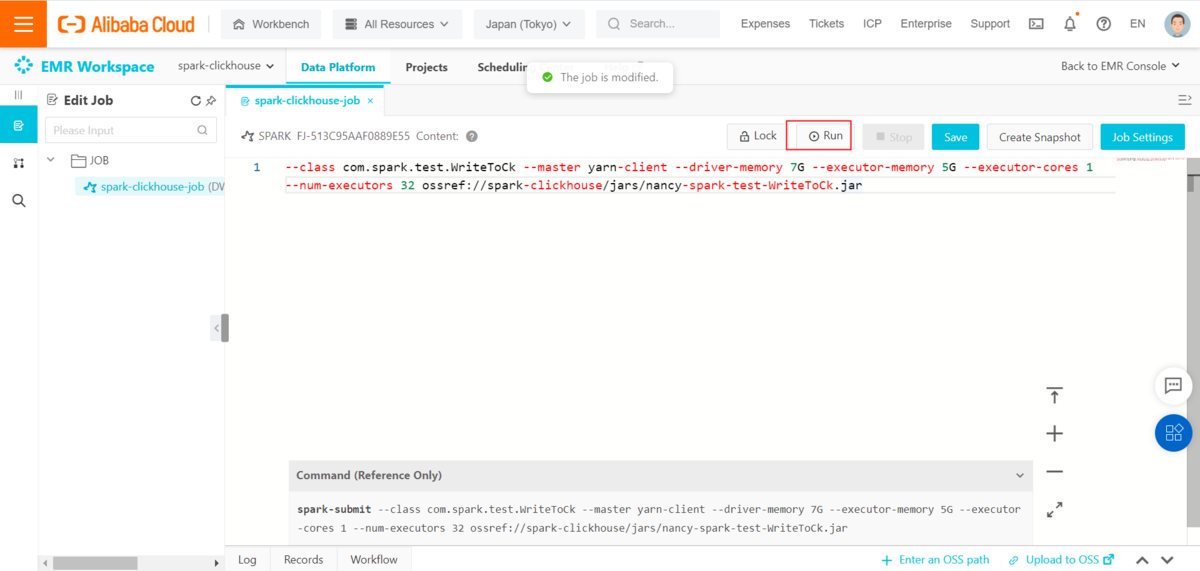 Alibaba Cloud
Workbench
All Resources
Japan (Tokyo)
Search...
Expenses
Tickets
ICP
Enterprise
Support
EN
EMR Workspace
spark-clickhouse
Data Platform
Projects
The job is modified.
Back to EMR Console
Edit Job
spark-clickhouse-job ×
Please Input
SPARK FJ-513C95AAF0889E55 Content:
Lock
Run
Stop
Save
Create Snapshot
Job Settings
JOB
spark-clickhouse-job (DV
1
--class com.spark.test.WriteToCk --master yarn-client --driver-memory 7G --executor-memory 5G --executor-cores 1
--num-executors 32 ossref://spark-clickhouse/jars/nancy-spark-test-WriteToCk.jar
Command (Reference Only)
spark-submit --class com.spark.test.WriteToCk --master yarn-client --driver-memory 7G --executor-memory 5G --executor
-cores 1 --num-executors 32 ossref://spark-clickhouse/jars/nancy-spark-test-WriteToCk.jar
Log
Records
Workflow
Enter an OSS path
Upload to OSS